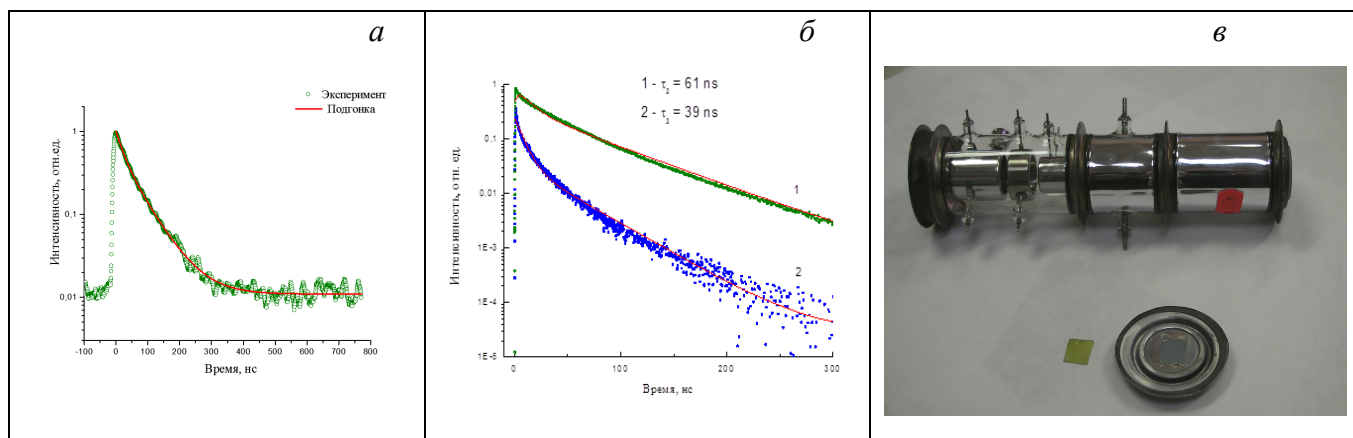 а
Эксперимент
Подгонка
Интенсивность, отн.ед.
1
0,1
0,01
-100 0 100 200 300 400 500 600 700 800
Время, нс
б
1 - τs = 61 ns
2 - τs = 39 ns
Интенсивность, отн. ед.
1
0.1
0.01
1E-3
1E-4
1E-5
1
2
0 100 200 300
Время, нс
в